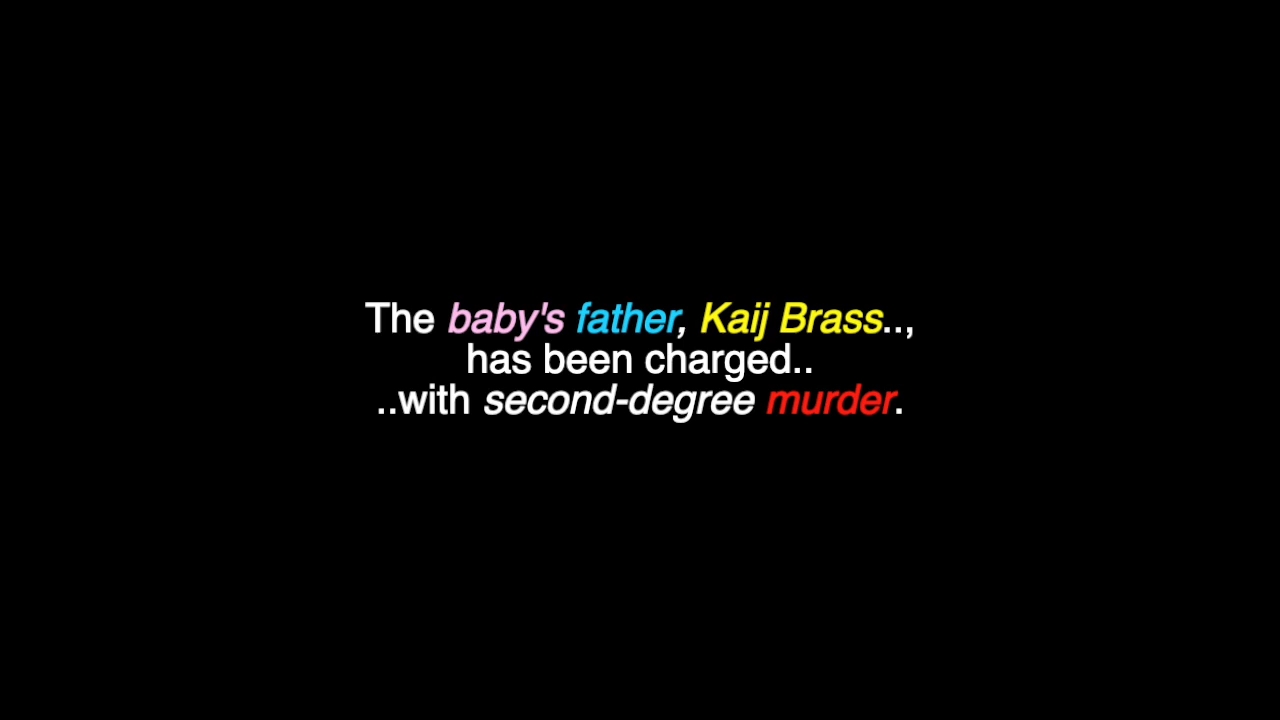 The baby's father, Kaij Brass..,
has been charged..
..with second-degree murder.